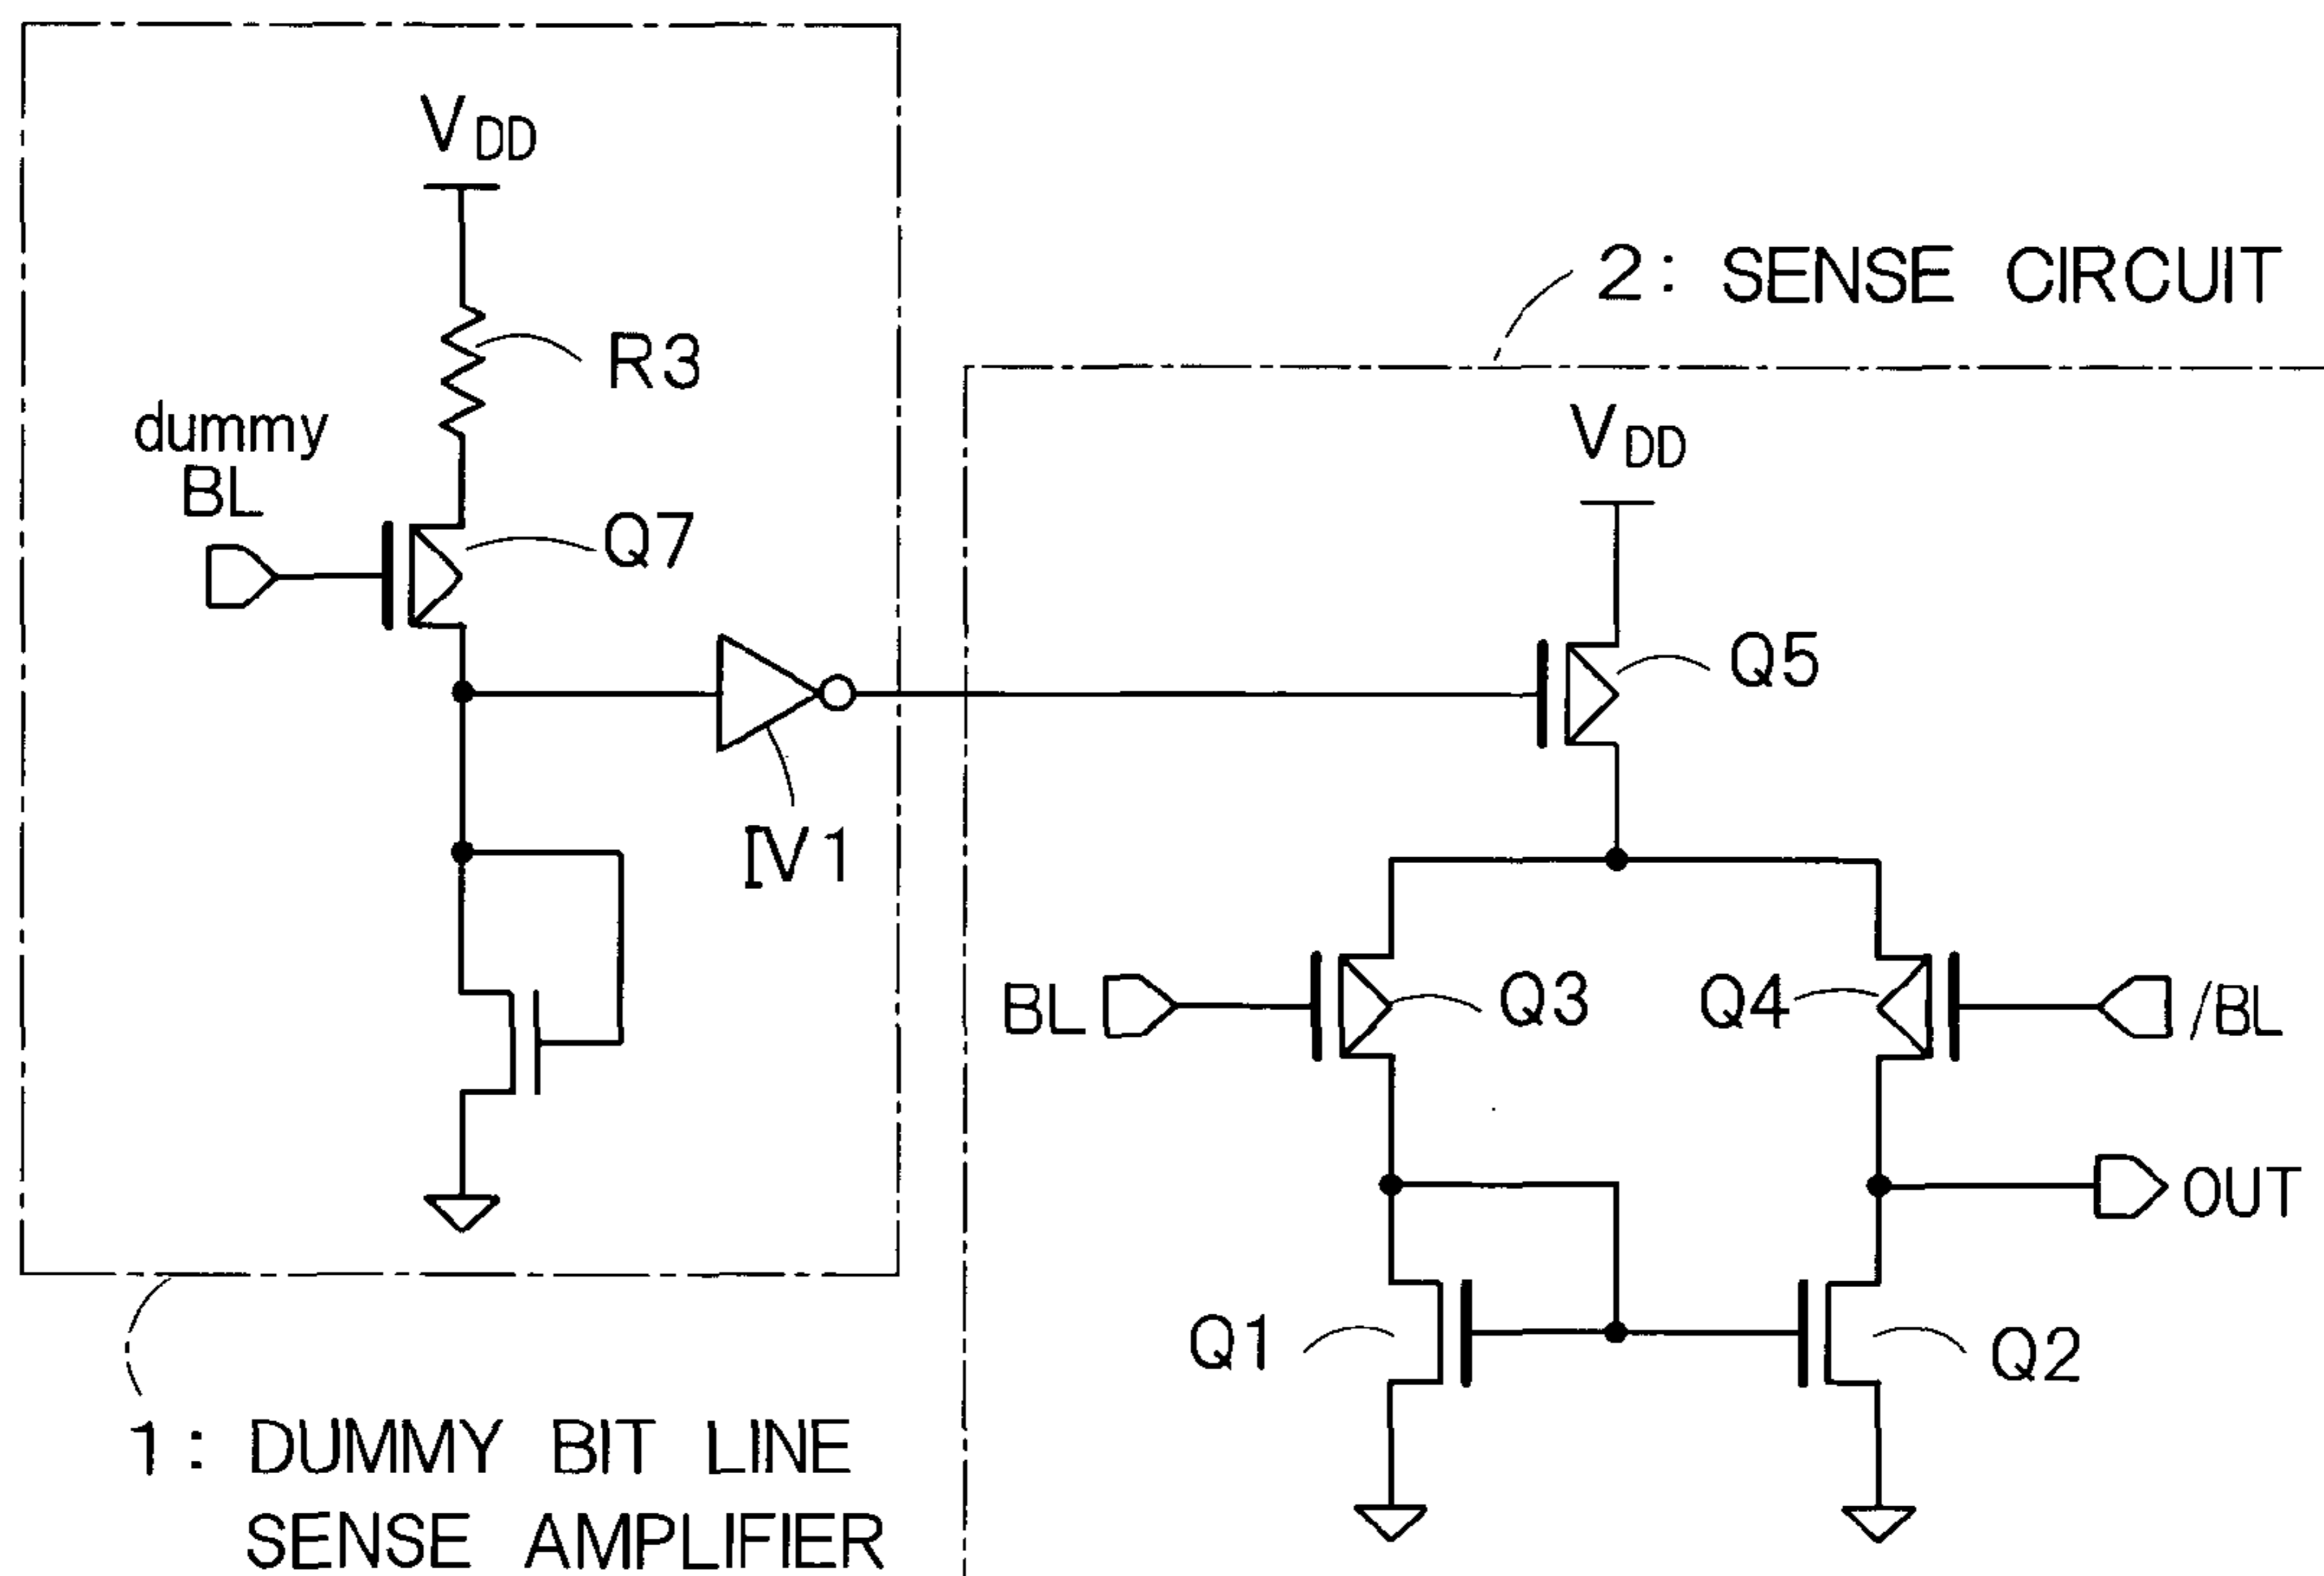 VDD
R3
dummy
BL
Q7
IV1
1: DUMMY BIT LINE
SENSE AMPLIFIER
2: SENSE CIRCUIT
VDD
Q5
BL
Q3
Q4
/BL
OUT
Q1
Q2